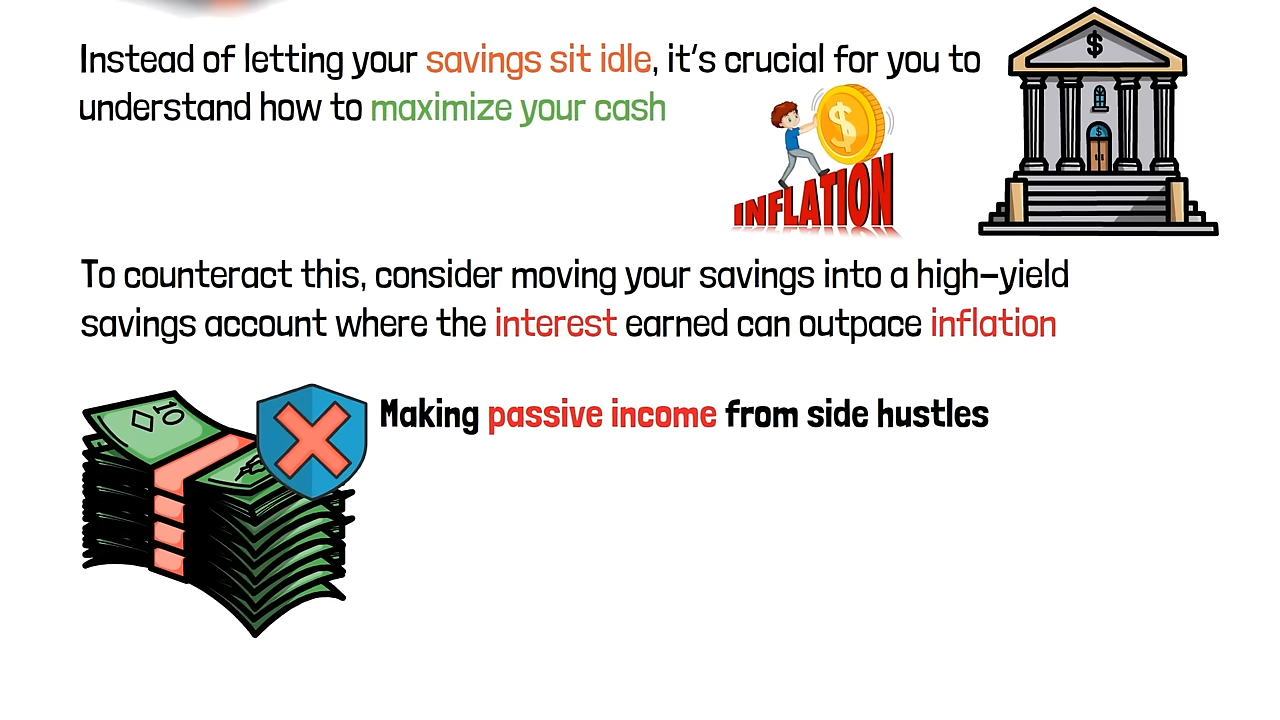 Instead of letting your savings sit idle, it's crucial for you to
understand how to maximize your cash
$
$
$
INFLATION
To counteract this, consider moving your savings into a high-yield
savings account where the interest earned can outpace inflation
10
Making passive income from side hustles